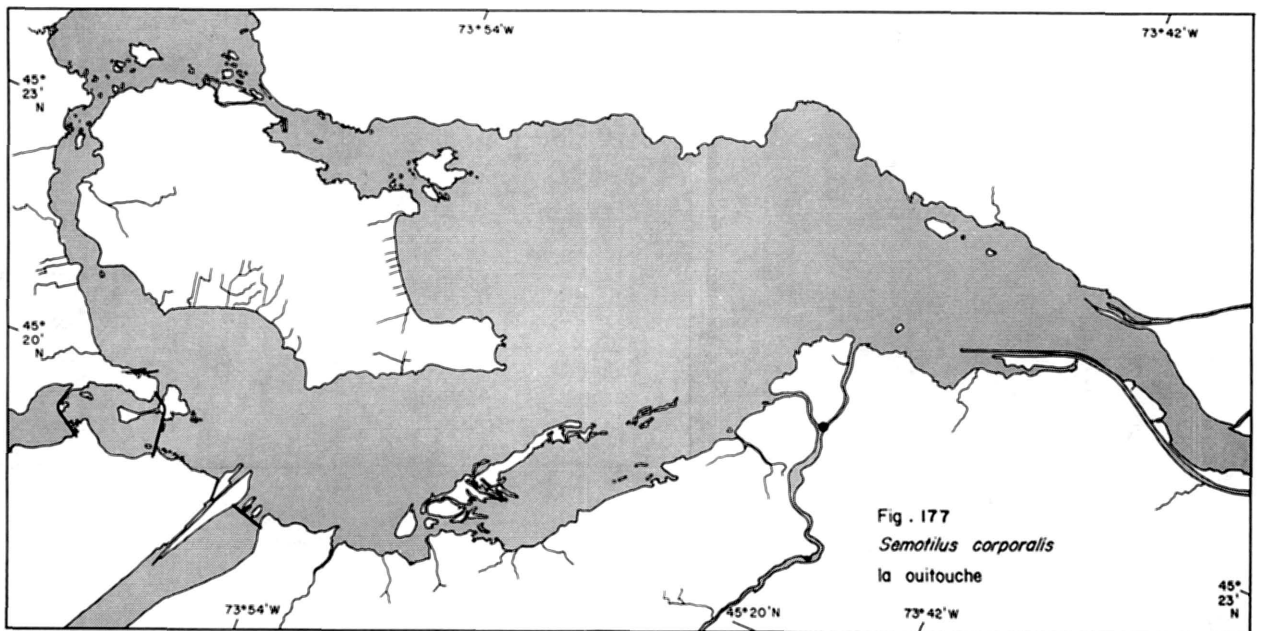 73°54'W
73°42'W
45°
23'
N
45°
20'
N
Fig. 177
Semotilus corporalis
la ouitouche
45°
23'
N
73°54'W
45°20'N
73°42'W